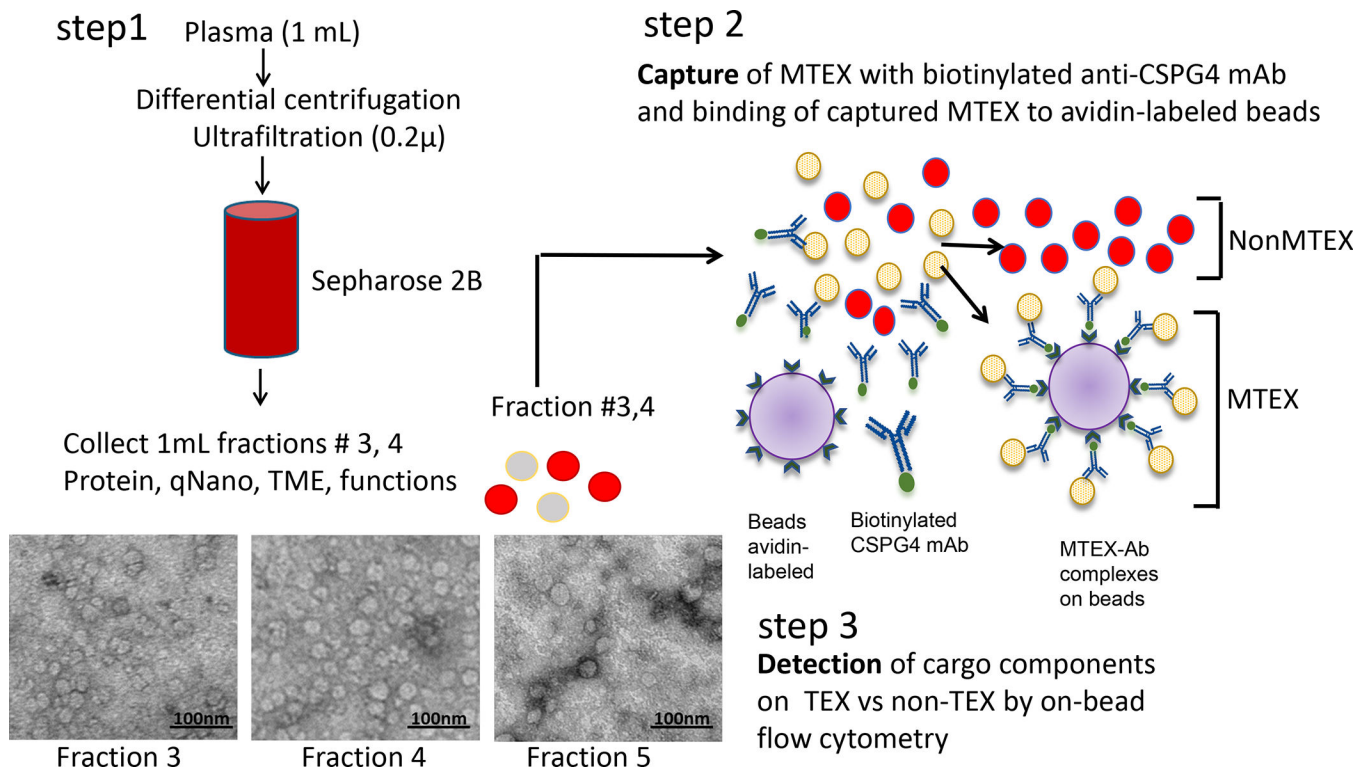 step1
Plasma (1 mL)
Differential centrifugation
Ultrafiltration (0.2μ)
Sepharose 2B
Collect 1mL fractions # 3, 4
Protein, qNano, TME, functions
Fraction #3,4
100nm
Fraction 3
100nm
Fraction 4
100nm
Fraction 5
step 2
Capture of MTEX with biotinylated anti-CSPG4 mAb
and binding of captured MTEX to avidin-labeled beads
NonMTEX
MTEX
Beads
avidin-
labeled
Biotinylated
CSPG4 mAb
MTEX-Ab
complexes
on beads
step 3
Detection of cargo components
on TEX vs non-TEX by on-bead
flow cytometry